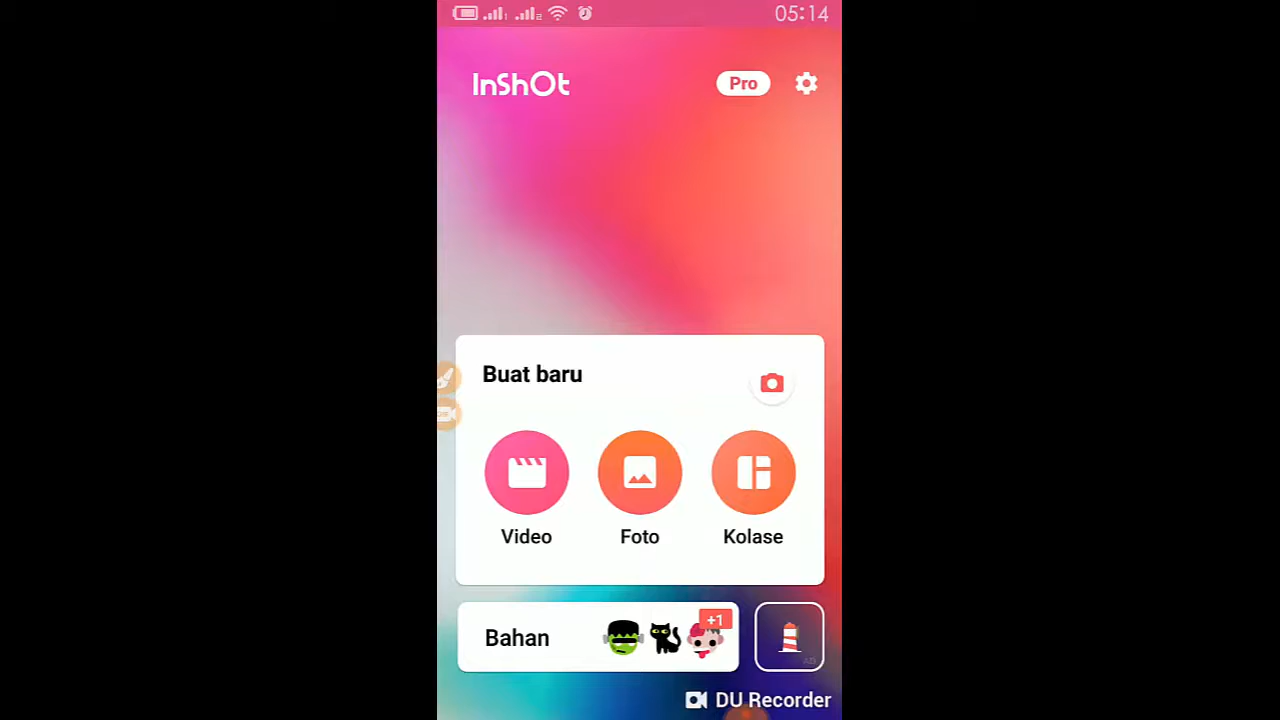 05:14
InShOt
Pro
Buat baru
Video
Foto
Kolase
Bahan
+1
DU Recorder